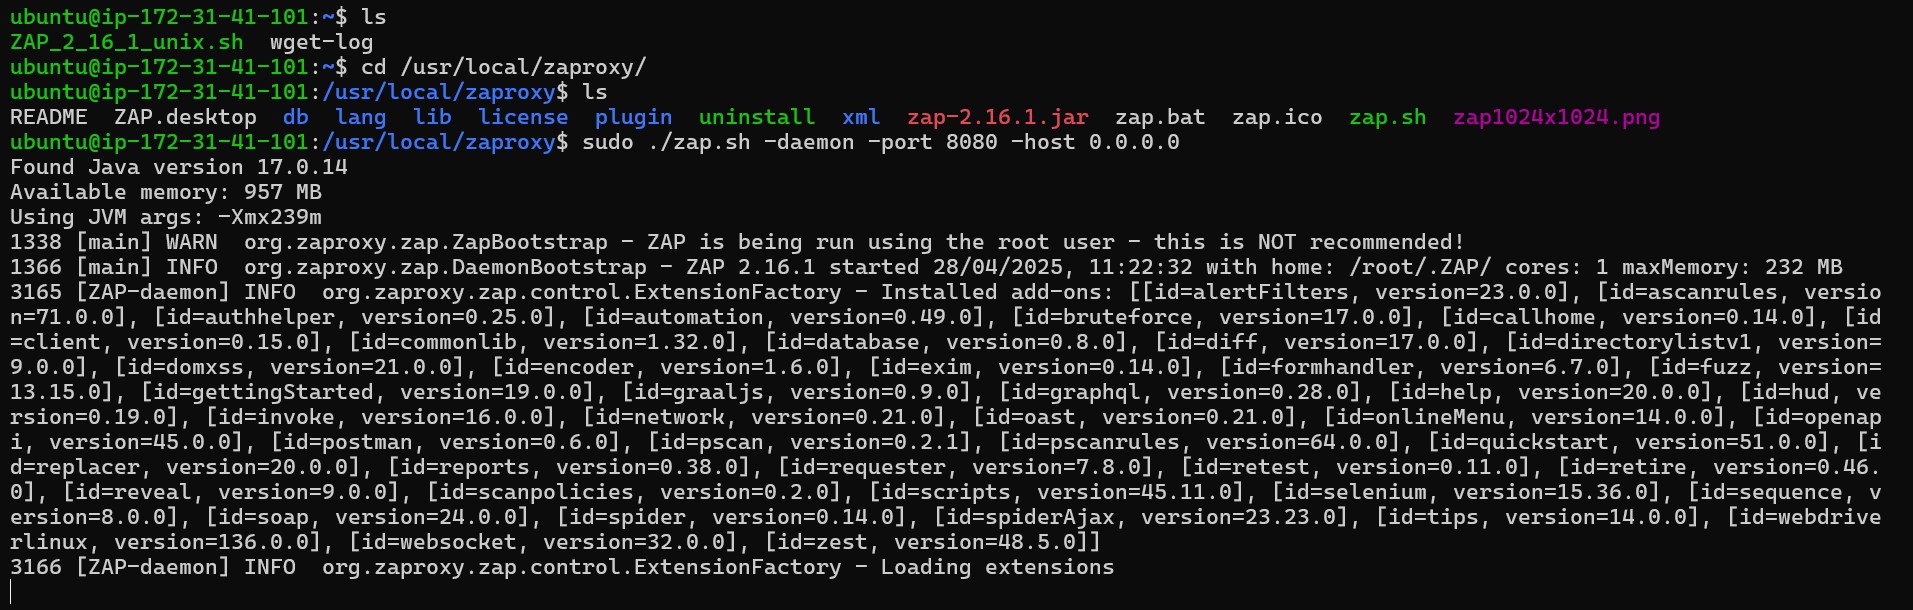 ubuntu@ip-172-31-41-101:~$ ls
ZAP_2_16_1_unix.sh  wget-log
ubuntu@ip-172-31-41-101:~$ cd /usr/local/zaproxy/
ubuntu@ip-172-31-41-101:/usr/local/zaproxy$ ls
README  ZAP.desktop  db  lang  lib  license  plugin  uninstall  xml  zap-2.16.1.jar  zap.bat  zap.ico  zap.sh  zap1024x1024.png
ubuntu@ip-172-31-41-101:/usr/local/zaproxy$ sudo ./zap.sh -daemon -port 8080 -host 0.0.0.0
Found Java version 17.0.14
Available memory: 957 MB
Using JVM args: -Xmx239m
1338 [main] WARN  org.zaproxy.zap.ZapBootstrap - ZAP is being run using the root user - this is NOT recommended!
1366 [main] INFO  org.zaproxy.zap.DaemonBootstrap - ZAP 2.16.1 started 28/04/2025, 11:22:32 with home: /root/.ZAP/ cores: 1 maxMemory: 232 MB
3165 [ZAP-daemon] INFO  org.zaproxy.zap.control.ExtensionFactory - Installed add-ons: [[id=alertFilters, version=23.0.0], [id=ascanrules, versio
n=71.0.0], [id=authhelper, version=0.25.0], [id=automation, version=0.49.0], [id=bruteforce, version=17.0.0], [id=callhome, version=0.14.0], [id
=client, version=0.15.0], [id=commonlib, version=1.32.0], [id=database, version=0.8.0], [id=diff, version=17.0.0], [id=directorylistv1, version=
9.0.0], [id=domxss, version=21.0.0], [id=encoder, version=1.6.0], [id=exim, version=0.14.0], [id=formhandler, version=6.7.0], [id=fuzz, version=
13.15.0], [id=gettingStarted, version=19.0.0], [id=graaljs, version=0.9.0], [id=graphql, version=0.28.0], [id=help, version=20.0.0], [id=hud, ve
rsion=0.19.0], [id=invoke, version=16.0.0], [id=network, version=0.21.0], [id=oast, version=0.21.0], [id=onlineMenu, version=14.0.0], [id=openap
i, version=45.0.0], [id=postman, version=0.6.0], [id=pscan, version=0.2.1], [id=pscanrules, version=64.0.0], [id=quickstart, version=51.0.0], [i
d=replacer, version=20.0.0], [id=reports, version=0.38.0], [id=requester, version=7.8.0], [id=retest, version=0.11.0], [id=retire, version=0.46.
0], [id=reveal, version=9.0.0], [id=scanpolicies, version=0.2.0], [id=scripts, version=45.11.0], [id=selenium, version=15.36.0], [id=sequence, v
ersion=8.0.0], [id=soap, version=24.0.0], [id=spider, version=0.14.0], [id=spiderAjax, version=23.23.0], [id=tips, version=14.0.0], [id=webdrive
rlinux, version=136.0.0], [id=websocket, version=32.0.0], [id=zest, version=48.5.0]]
3166 [ZAP-daemon] INFO  org.zaproxy.zap.control.ExtensionFactory - Loading extensions